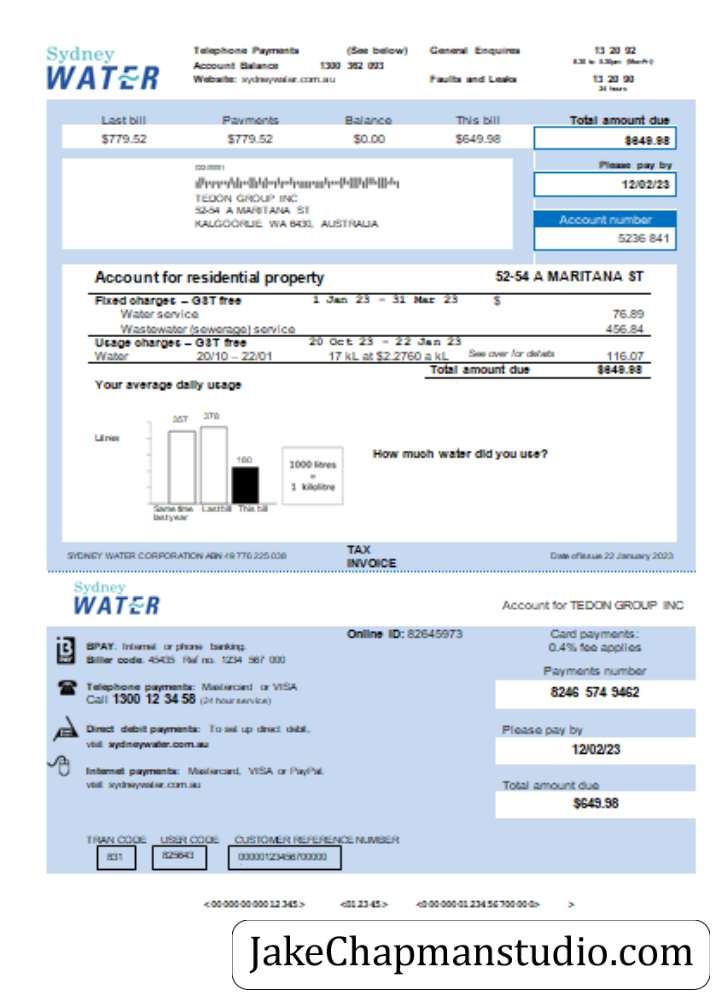 Sydney
WATER
Telephone Payments (See below) General Enquires 13 20 92
Account Balance 1300 362 093 8.30 to 5.30pm (Mon-Fri)
Website: sydneywater.com.au Faults and Leaks 13 20 90
24 hours
Last bill Payments Balance This bill Total amount due
$779.52 $779.52 $0.00 $649.98 $649.98
Please pay by
12/02/23
TEDON GROUP INC
52-54 A MARITANA ST
KALGOORLIE WA 6430, AUSTRALIA
Account number
5236 841
Account for residential property 52-54 A MARITANA ST
Fixed charges – GST free 1 Jan 23 – 31 Mar 23 $
Water service 76.89
Wastewater (sewerage) service 456.84
Usage charges – GST free 20 Oct 23 – 22 Jan 23
Water 20/10 – 22/01 17 kL at $2.2760 a kL See over for details 116.07
Total amount due $649.98
Your average daily usage
357 378
Litres
180
1000 litres
=
1 kilolitre
How much water did you use?
Same time last year Last bill This bill
SYDNEY WATER CORPORATION ABN 49 776 225 038
TAX
INVOICE
Date of issue 22 January 2023
Sydney
WATER
Account for TEDON GROUP INC
BPAY: Internet or phone banking.
Biller code: 45435 Ref no. 1234 567 000
Online ID: 82645973
Card payments:
0.4% fee applies
Telephone payments: Mastercard or VISA
Call 1300 12 34 58 (24 hour service)
Payments number
8246 574 9462
Direct debit payments: To set up direct debit,
visit sydneywater.com.au
Please pay by
12/02/23
Internet payments: Mastercard, VISA or PayPal.
visit sydneywater.com.au
Total amount due
$649.98
TRAN CODE USER CODE CUSTOMER REFERENCE NUMBER
831 825643 00000123456700000
<00000000012345> <012345> <00000001234567000000> >
JakeChapmanstudio.com